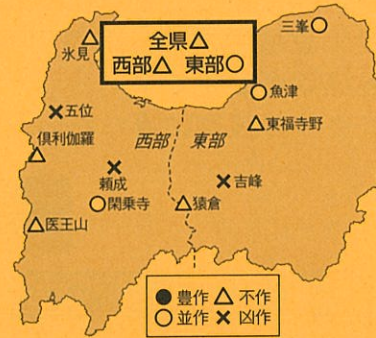 全県△
西部△ 東部○
三峯○
氷見△
○魚津
×五位
△東福寺野
倶利伽羅△
西部 東部
×頼成
×吉峰
○閑乗寺
△猿倉
△医王山
●豊作 △不作
○並作 ×凶作